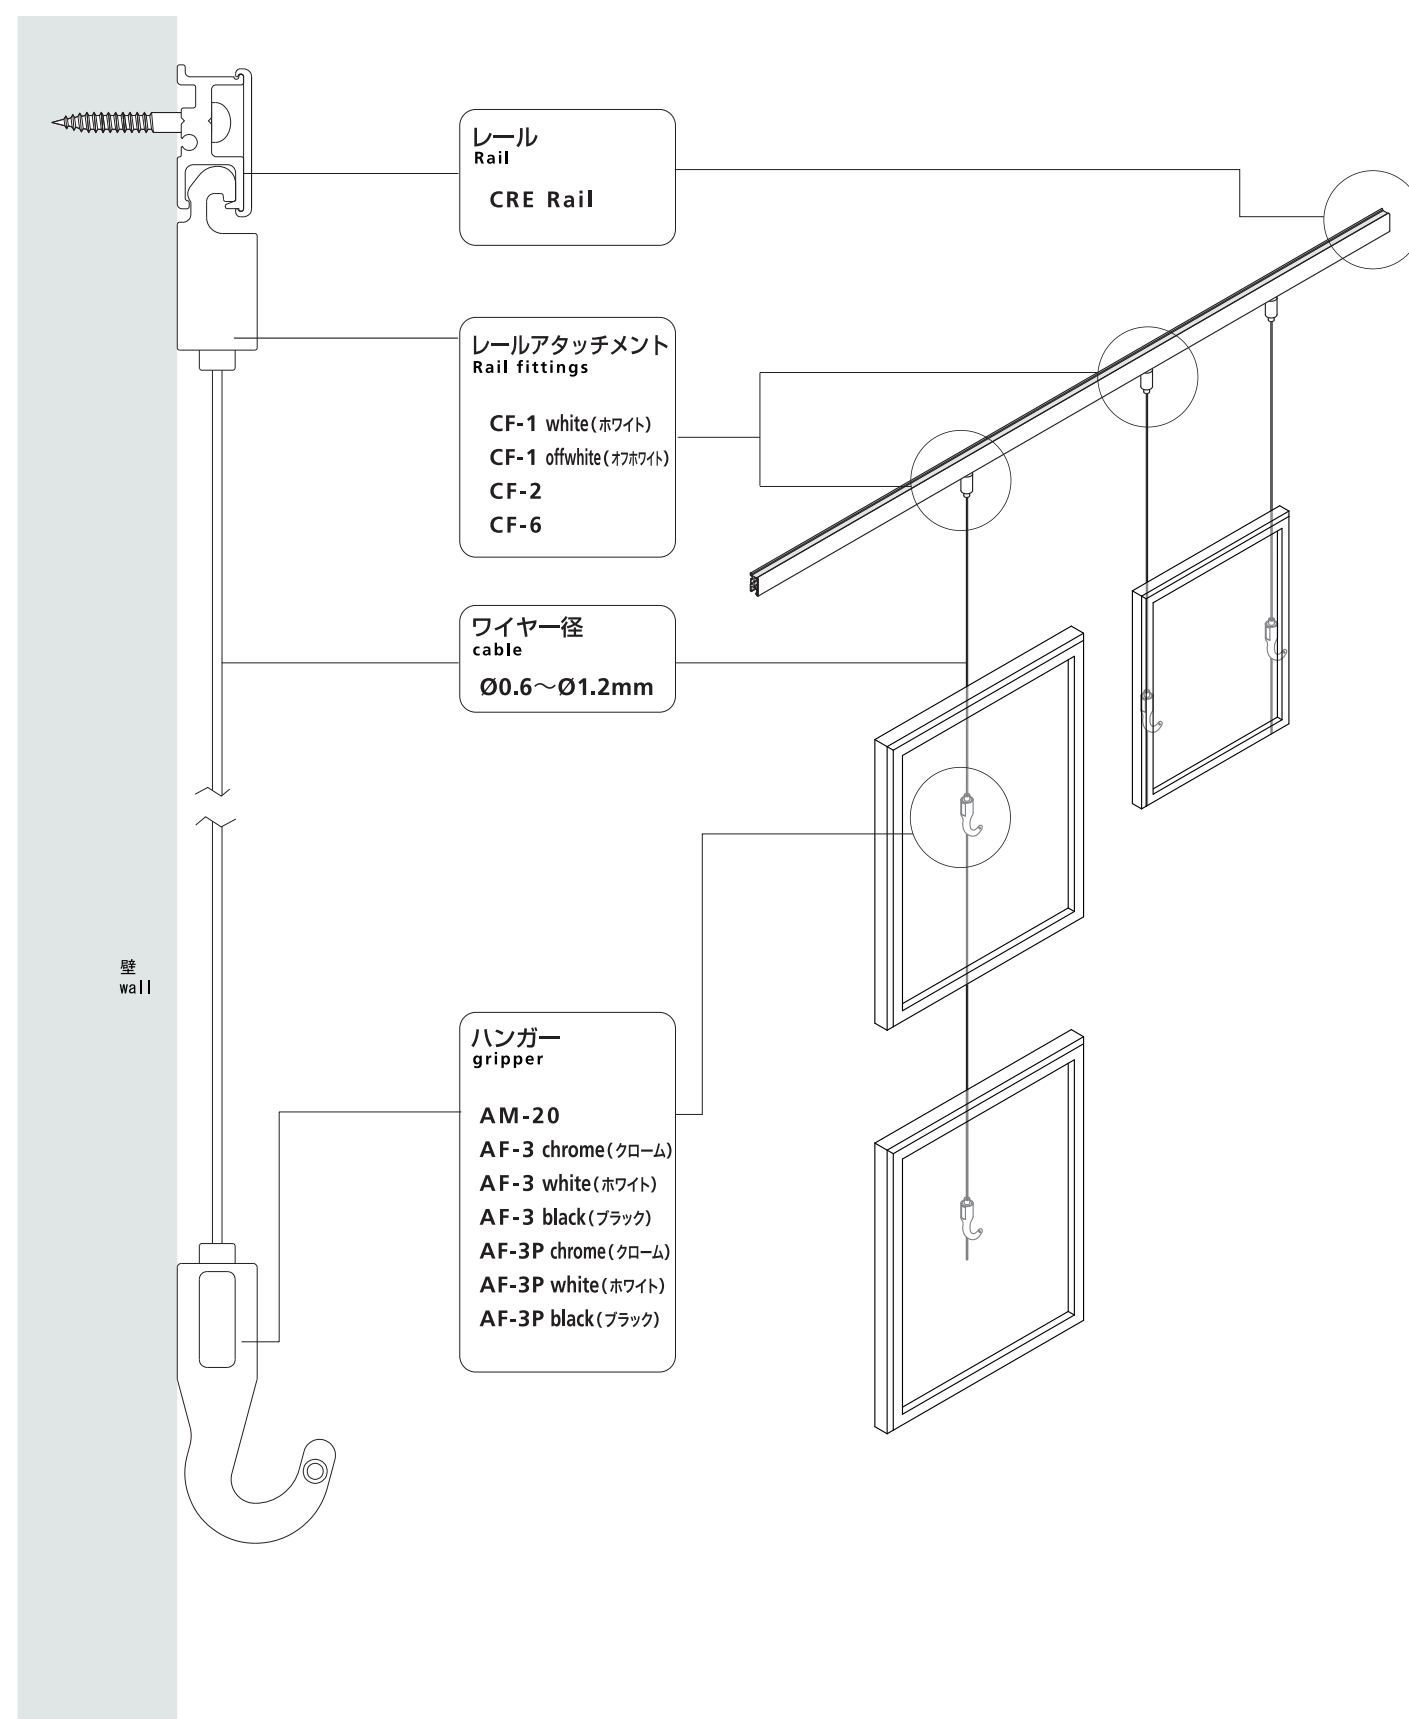 レール
Rail
CRE Rail
レールアタッチメント
Rail fittings
CF-1 white(ホワイト)
CF-1 offwhite(オフホワイト)
CF-2
CF-6
ワイヤー径
cable
Ø0.6～Ø1.2mm
壁
wall
ハンガー
gripper
AM-20
AF-3 chrome(クローム)
AF-3 white(ホワイト)
AF-3 black(ブラック)
AF-3P chrome(クローム)
AF-3P white(ホワイト)
AF-3P black(ブラック)